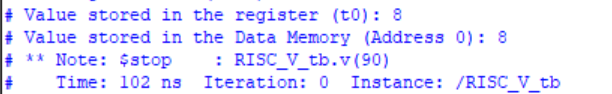 # Value stored in the register (t0): 8
# Value stored in the Data Memory (Address 0): 8
# ** Note: $stop    : RISC_V_tb.v(90)
#    Time: 102 ns  Iteration: 0  Instance: /RISC_V_tb